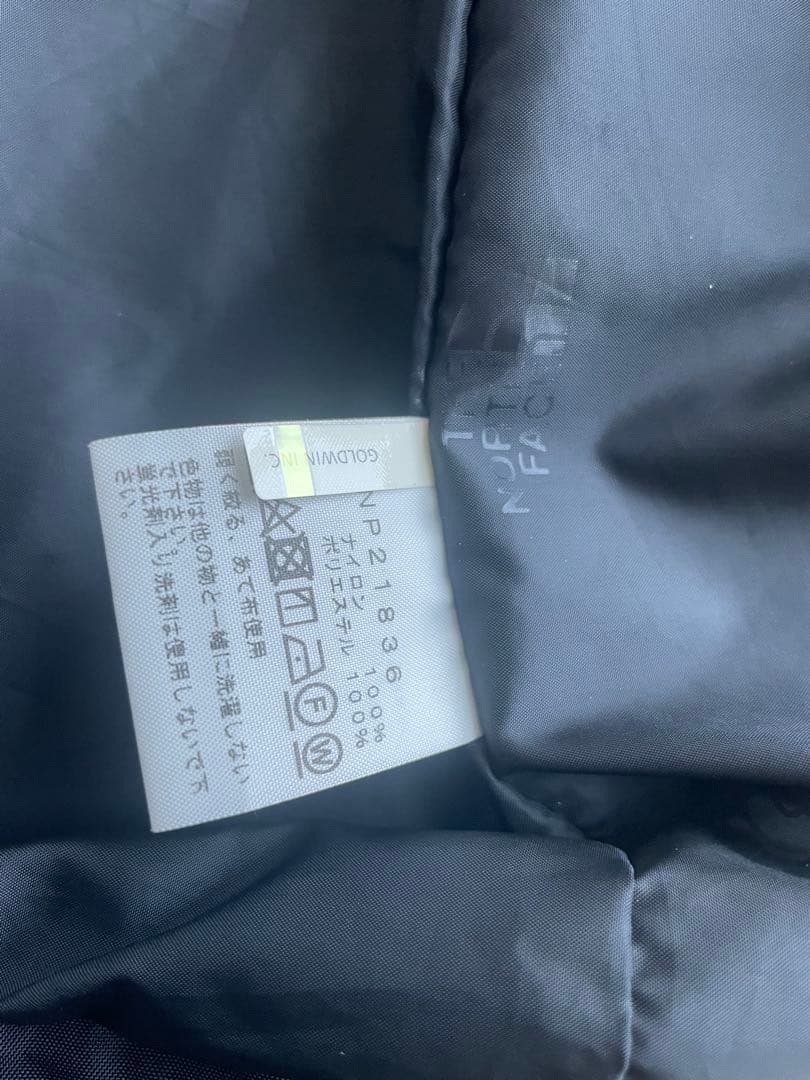 GOLDWIN INC.
NP21836
ナイロン 100%
ポリエステル 100%
F
W
弱く絞る、あて布使用
色物は他の物と一緒に洗濯しない
で下さい。
蛍光剤入り洗剤は使用しないで下
さい。
THE
NORTH
FACE